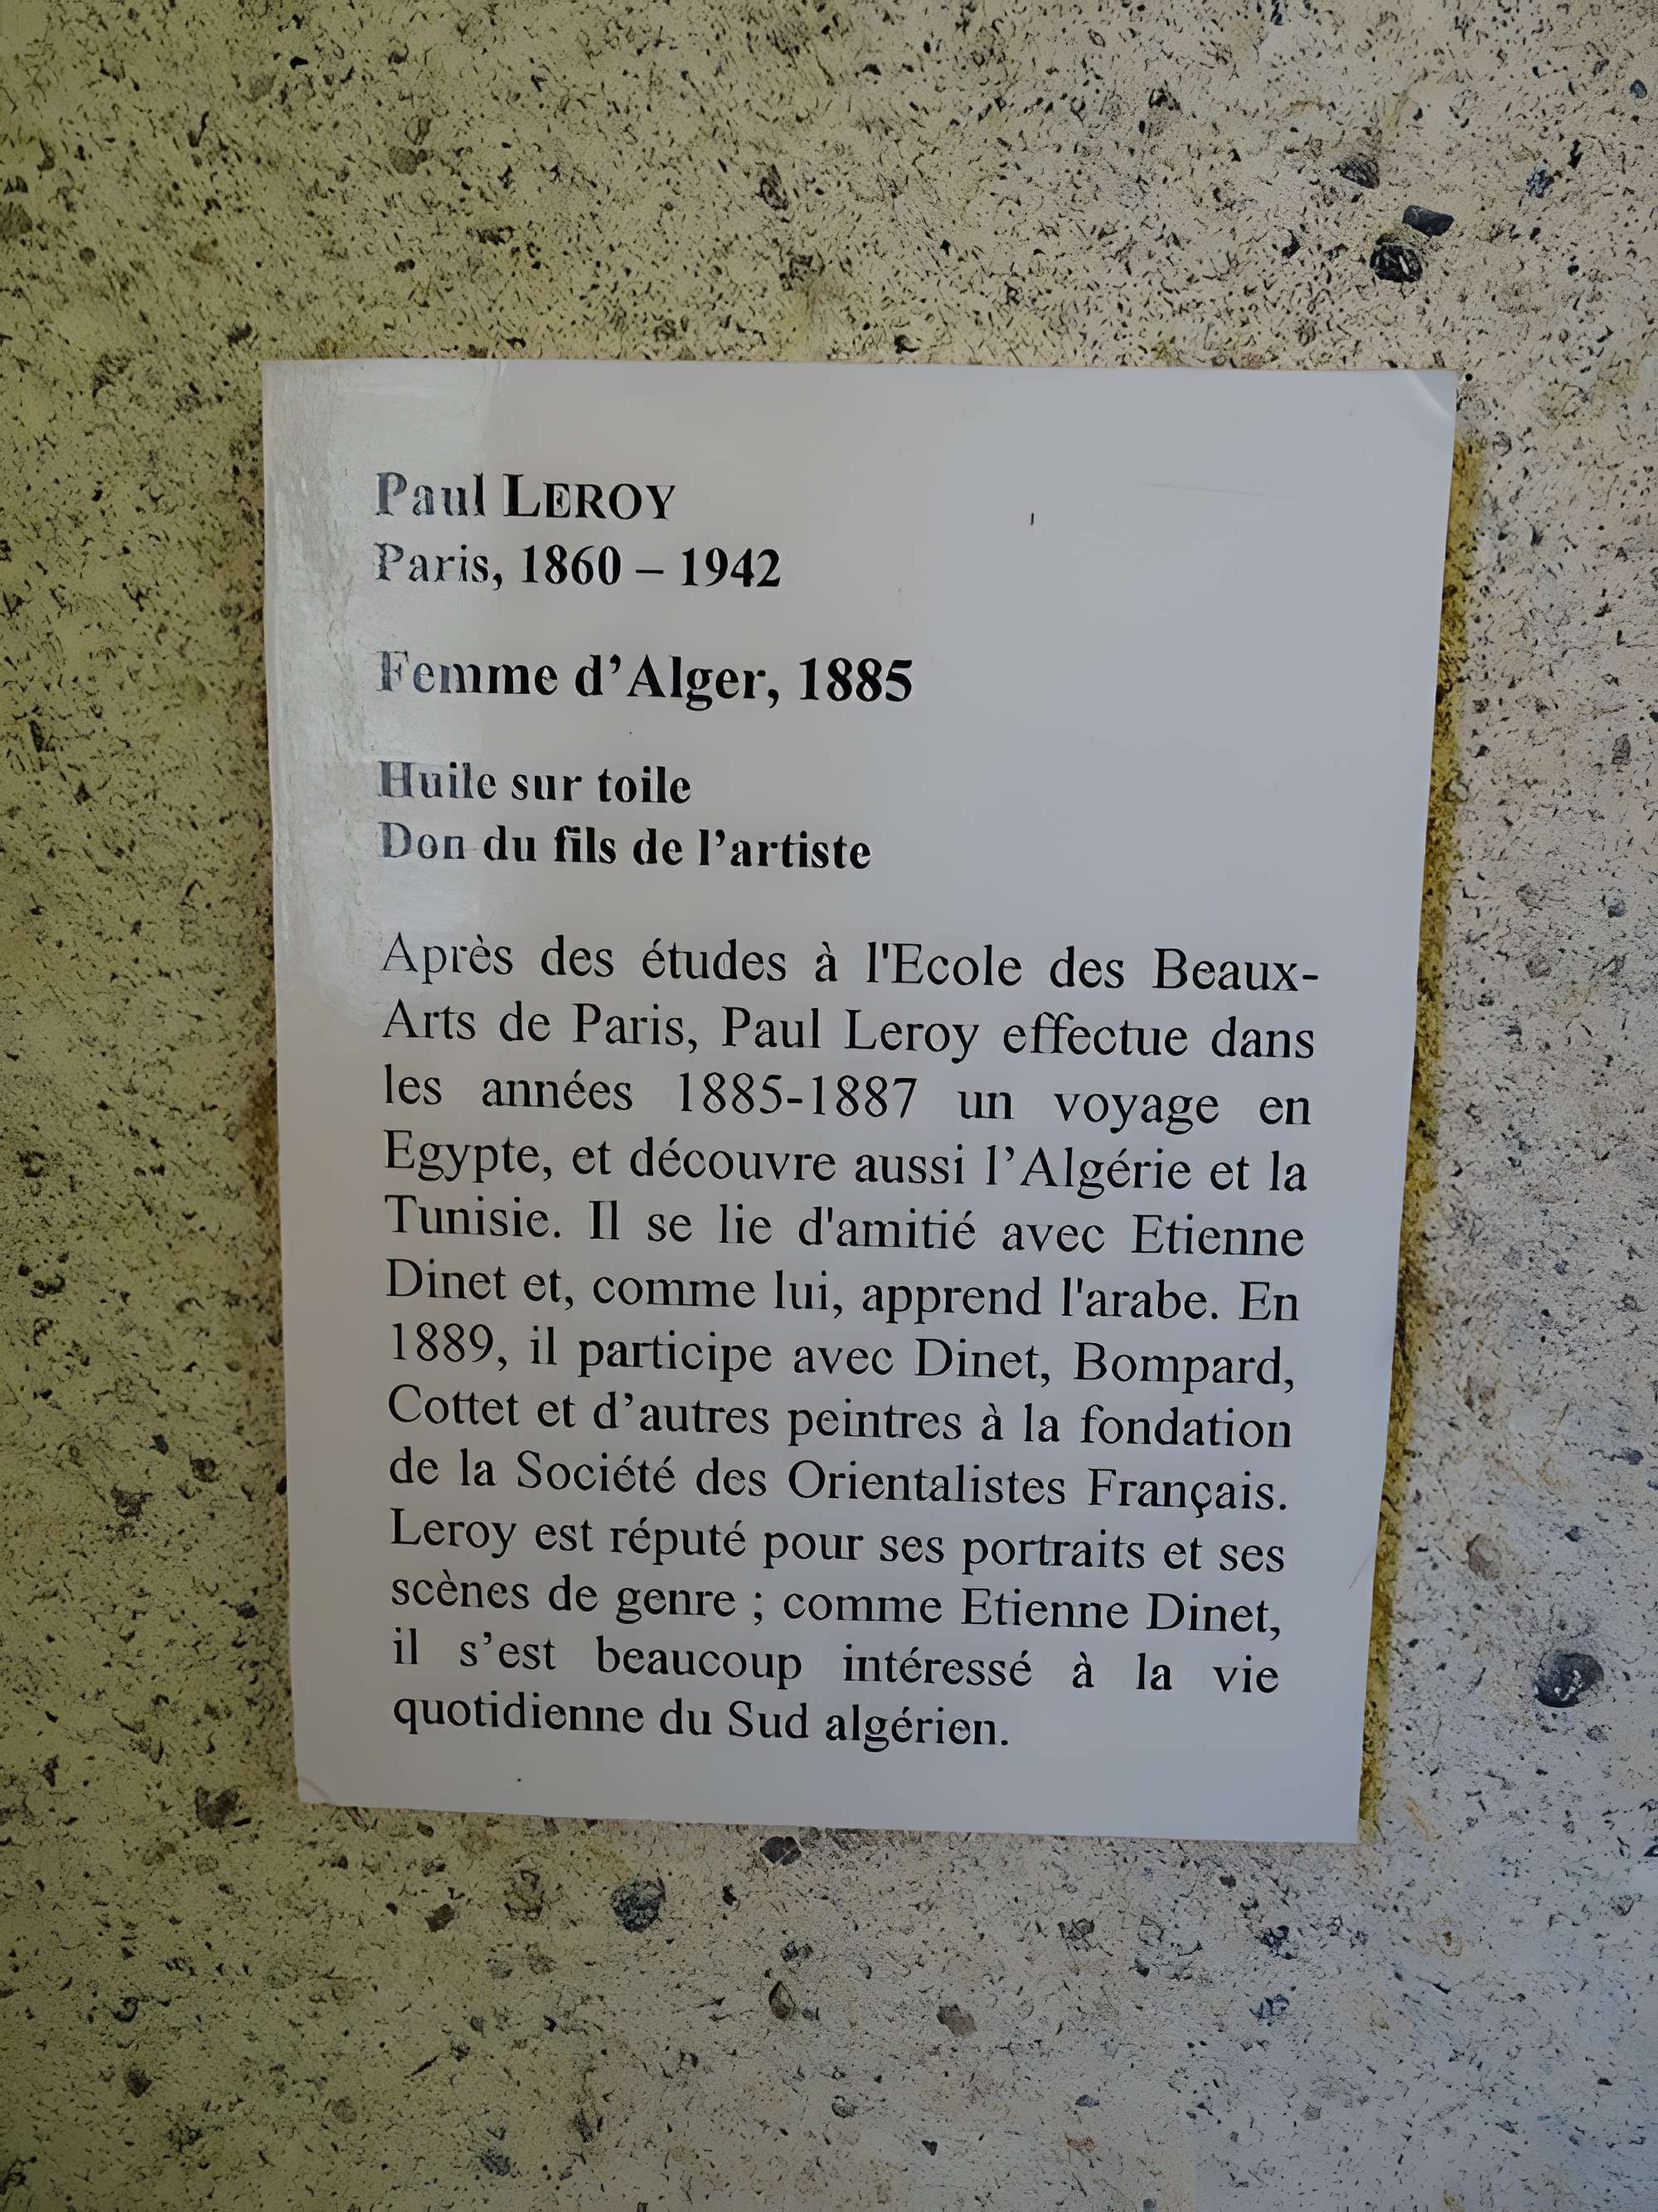 Paul LEROY
Paris, 1860 – 1942
Femme d’Alger, 1885
Huile sur toile
Don du fils de l’artiste
Après des études à l'Ecole des Beaux-
Arts de Paris, Paul Leroy effectue dans
les années 1885-1887 un voyage en
Egypte, et découvre aussi l’Algérie et la
Tunisie. Il se lie d'amitié avec Etienne
Dinet et, comme lui, apprend l'arabe. En
1889, il participe avec Dinet, Bompard,
Cottet et d’autres peintres à la fondation
de la Société des Orientalistes Français.
Leroy est réputé pour ses portraits et ses
scènes de genre ; comme Etienne Dinet,
il s’est beaucoup intéressé à la vie
quotidienne du Sud algérien.